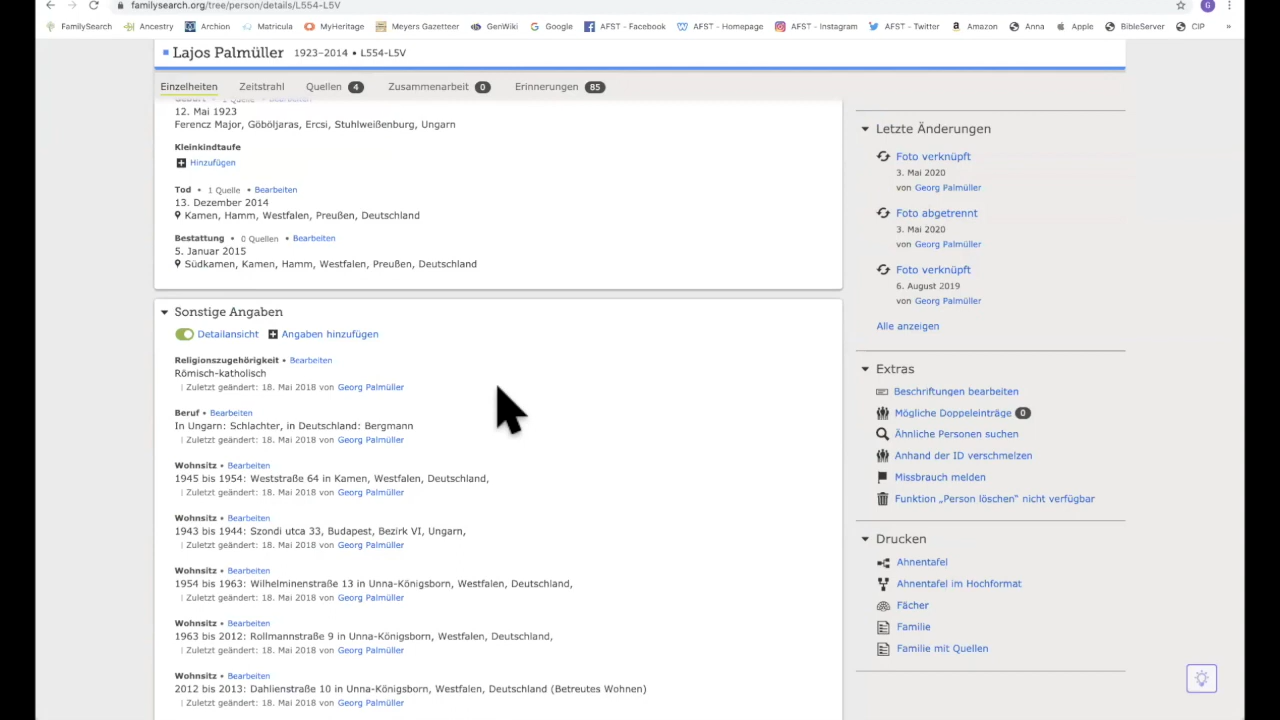 familysearch.org/tree/person/details/L554-L5V
G
FamilySearch Ancestry Archion Matricula MyHeritage Meyers Gazetteer GenWiki Google AFST - Facebook AFST - Homepage AFST - Instagram AFST - Twitter Amazon Anna Apple BibleServer CIP »
Lajos Palmüller 1923–2014 • L554-L5V
Einzelheiten Zeitstrahl Quellen 4 Zusammenarbeit 0 Erinnerungen 85
Geburt • 1 Quelle • Bearbeiten
12. Mai 1923
Ferencz Major, Göböljaras, Ercsi, Stuhlweißenburg, Ungarn
Kleinkindtaufe
Hinzufügen
Tod • 1 Quelle • Bearbeiten
13. Dezember 2014
Kamen, Hamm, Westfalen, Preußen, Deutschland
Bestattung • 0 Quellen • Bearbeiten
5. Januar 2015
Südkamen, Kamen, Hamm, Westfalen, Preußen, Deutschland
Sonstige Angaben
Detailansicht Angaben hinzufügen
Religionszugehörigkeit • Bearbeiten
Römisch-katholisch
| Zuletzt geändert: 18. Mai 2018 von Georg Palmüller
Beruf • Bearbeiten
In Ungarn: Schlachter, in Deutschland: Bergmann
| Zuletzt geändert: 18. Mai 2018 von Georg Palmüller
Wohnsitz • Bearbeiten
1945 bis 1954: Weststraße 64 in Kamen, Westfalen, Deutschland,
| Zuletzt geändert: 18. Mai 2018 von Georg Palmüller
Wohnsitz • Bearbeiten
1943 bis 1944: Szondi utca 33, Budapest, Bezirk VI, Ungarn,
| Zuletzt geändert: 18. Mai 2018 von Georg Palmüller
Wohnsitz • Bearbeiten
1954 bis 1963: Wilhelminenstraße 13 in Unna-Königsborn, Westfalen, Deutschland,
| Zuletzt geändert: 18. Mai 2018 von Georg Palmüller
Wohnsitz • Bearbeiten
1963 bis 2012: Rollmannstraße 9 in Unna-Königsborn, Westfalen, Deutschland,
| Zuletzt geändert: 18. Mai 2018 von Georg Palmüller
Wohnsitz • Bearbeiten
2012 bis 2013: Dahlienstraße 10 in Unna-Königsborn, Westfalen, Deutschland (Betreutes Wohnen)
| Zuletzt geändert: 18. Mai 2018 von Georg Palmüller
Letzte Änderungen
Foto verknüpft
3. Mai 2020
von Georg Palmüller
Foto abgetrennt
3. Mai 2020
von Georg Palmüller
Foto verknüpft
6. August 2019
von Georg Palmüller
Alle anzeigen
Extras
Beschriftungen bearbeiten
Mögliche Doppeleinträge 0
Ähnliche Personen suchen
Anhand der ID verschmelzen
Missbrauch melden
Funktion „Person löschen“ nicht verfügbar
Drucken
Ahnentafel
Ahnentafel im Hochformat
Fächer
Familie
Familie mit Quellen